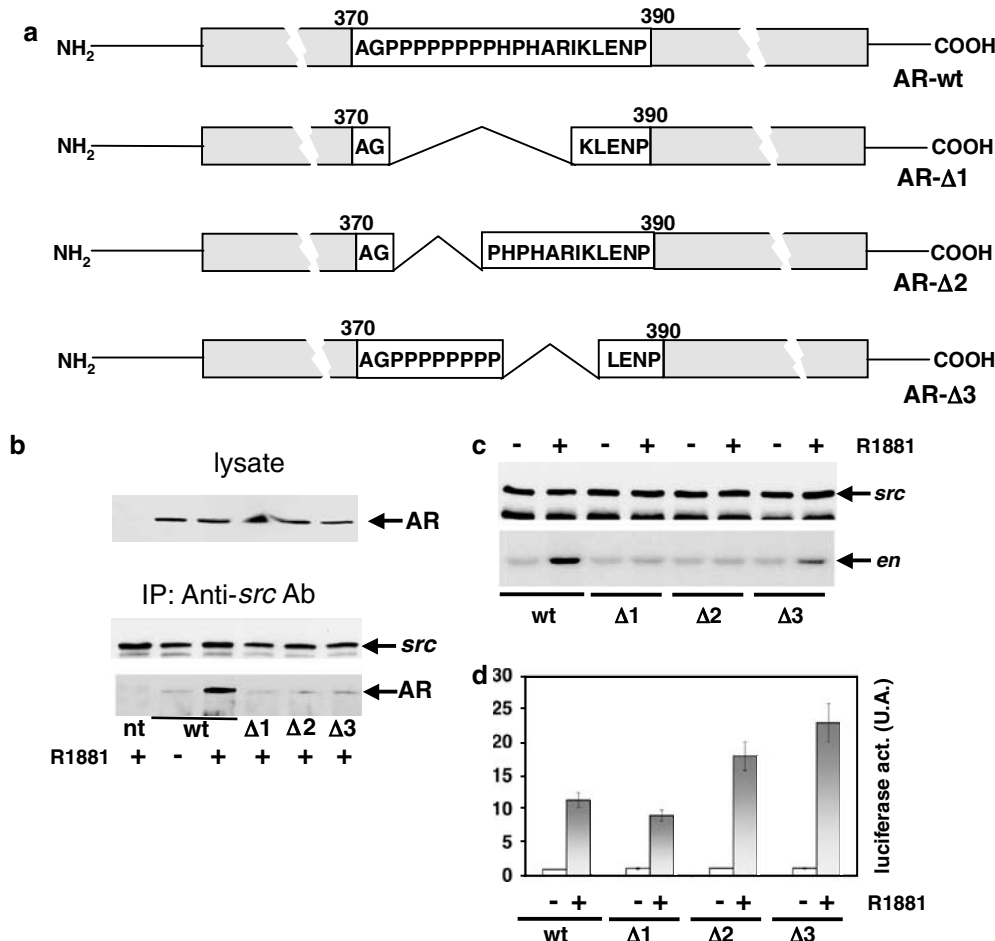 a
370 390
NH2 AGPPPPPPPPHPHARIKLENP COOH
AR-wt
370 390
NH2 AG KLENP COOH
AR-Δ1
370 390
NH2 AG PHPHARIKLENP COOH
AR-Δ2
370 390
NH2 AGPPPPPPPP LENP COOH
AR-Δ3
b
lysate
AR
IP: Anti-src Ab
src
AR
nt wt Δ1 Δ2 Δ3
R1881 + - + + + +
c
- + - + - + - + R1881
src
en
wt Δ1 Δ2 Δ3
d
30
25
20
15
10
5
0
luciferase act. (U.A.)
- + - + - + - + R1881
wt Δ1 Δ2 Δ3